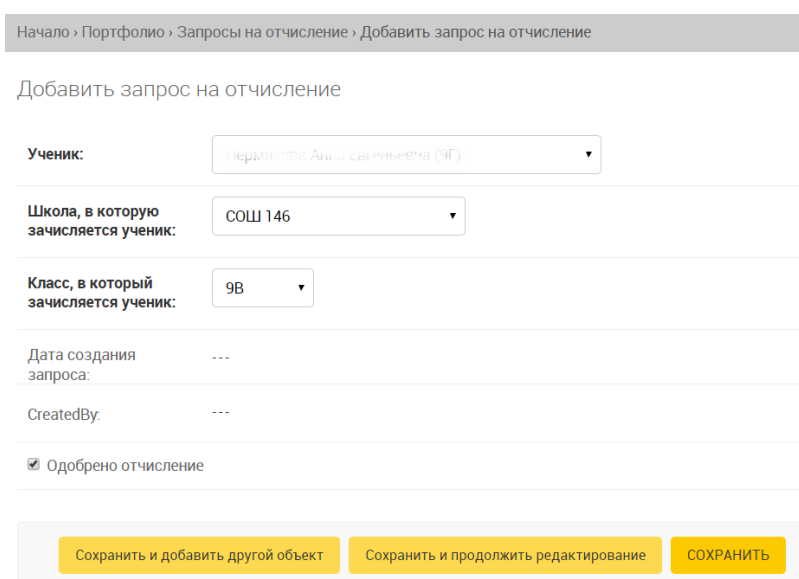 Начало › Портфолио › Запросы на отчисление › Добавить запрос на отчисление
Добавить запрос на отчисление
Ученик:
(9Г)
Школа, в которую
зачисляется ученик:
СОШ 146
Класс, в который
зачисляется ученик:
9В
Дата создания
запроса:
---
CreatedBy:
---
Одобрено отчисление
Сохранить и добавить другой объект
Сохранить и продолжить редактирование
СОХРАНИТЬ